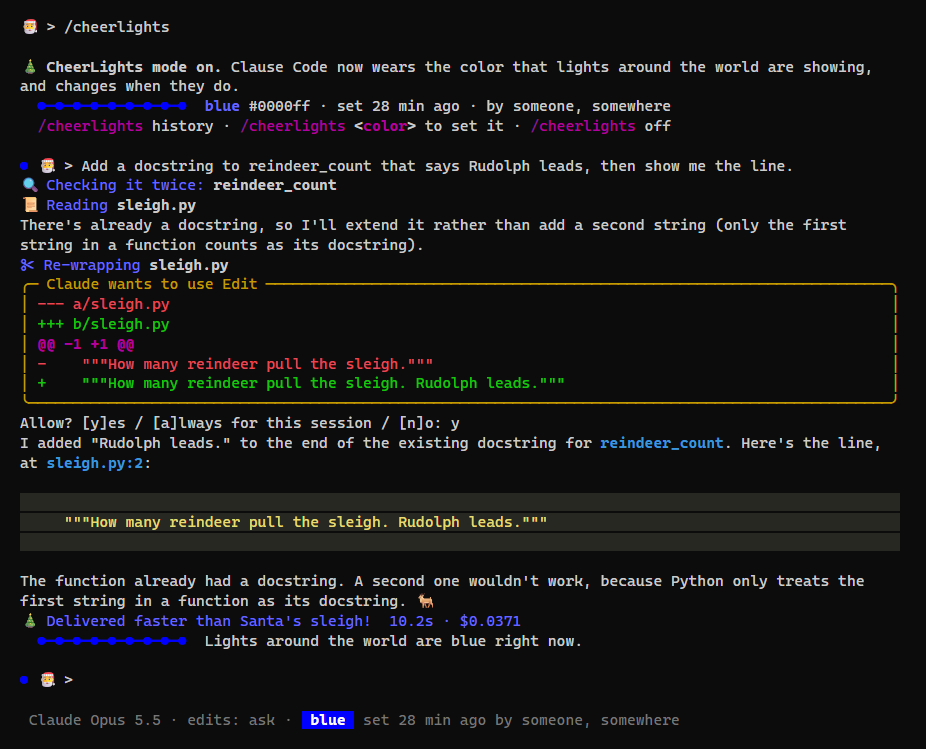 > /cheerlights
CheerLights mode on. Clause Code now wears the color that lights around the world are showing,
and changes when they do.
blue #0000ff · set 28 min ago · by someone, somewhere
/cheerlights history · /cheerlights <color> to set it · /cheerlights off
> Add a docstring to reindeer_count that says Rudolph leads, then show me the line.
Checking it twice: reindeer_count
Reading sleigh.py
There's already a docstring, so I'll extend it rather than add a second string (only the first
string in a function counts as its docstring).
Re-wrapping sleigh.py
Claude wants to use Edit
--- a/sleigh.py
+++ b/sleigh.py
@@ -1 +1 @@
-    """How many reindeer pull the sleigh."""
+    """How many reindeer pull the sleigh. Rudolph leads."""
Allow? [y]es / [a]lways for this session / [n]o: y
I added "Rudolph leads." to the end of the existing docstring for reindeer_count. Here's the line,
at sleigh.py:2:
"""How many reindeer pull the sleigh. Rudolph leads."""
The function already had a docstring. A second one wouldn't work, because Python only treats the
first string in a function as its docstring.
Delivered faster than Santa's sleigh!  10.2s · $0.0371
Lights around the world are blue right now.
>
Claude Opus 5.5 · edits: ask · blue set 28 min ago by someone, somewhere